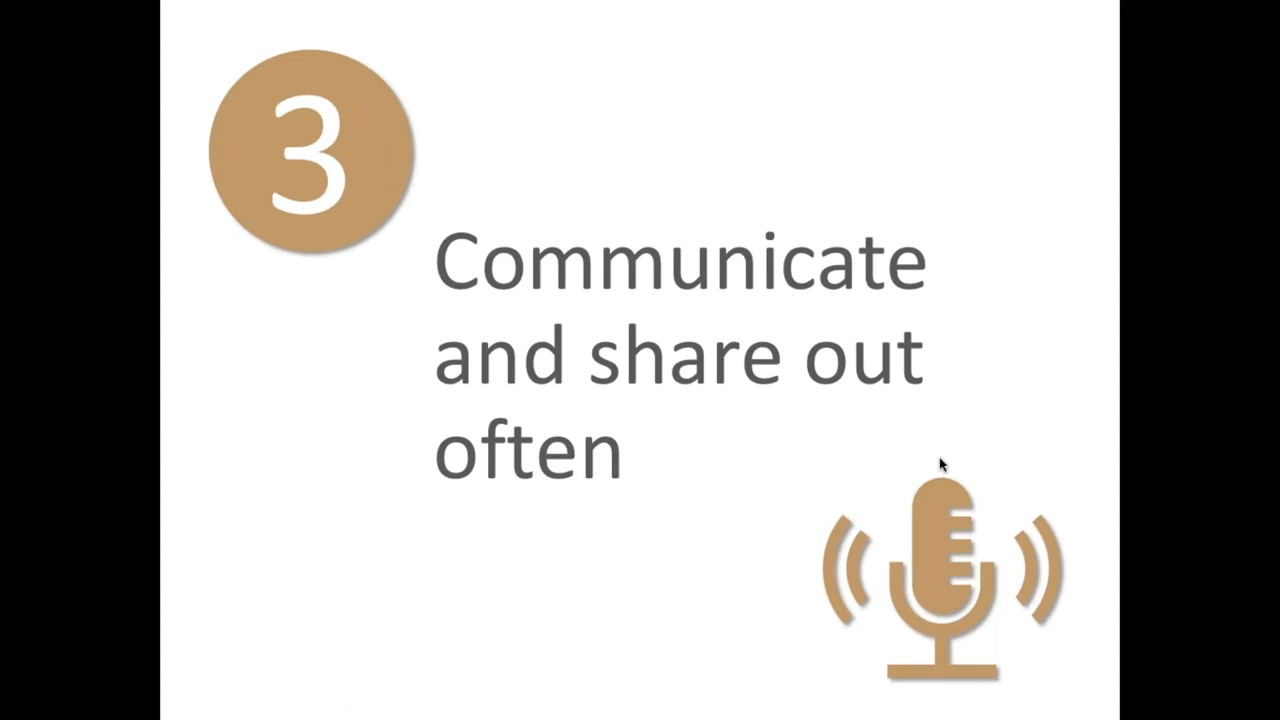 3
Communicate
and share out
often